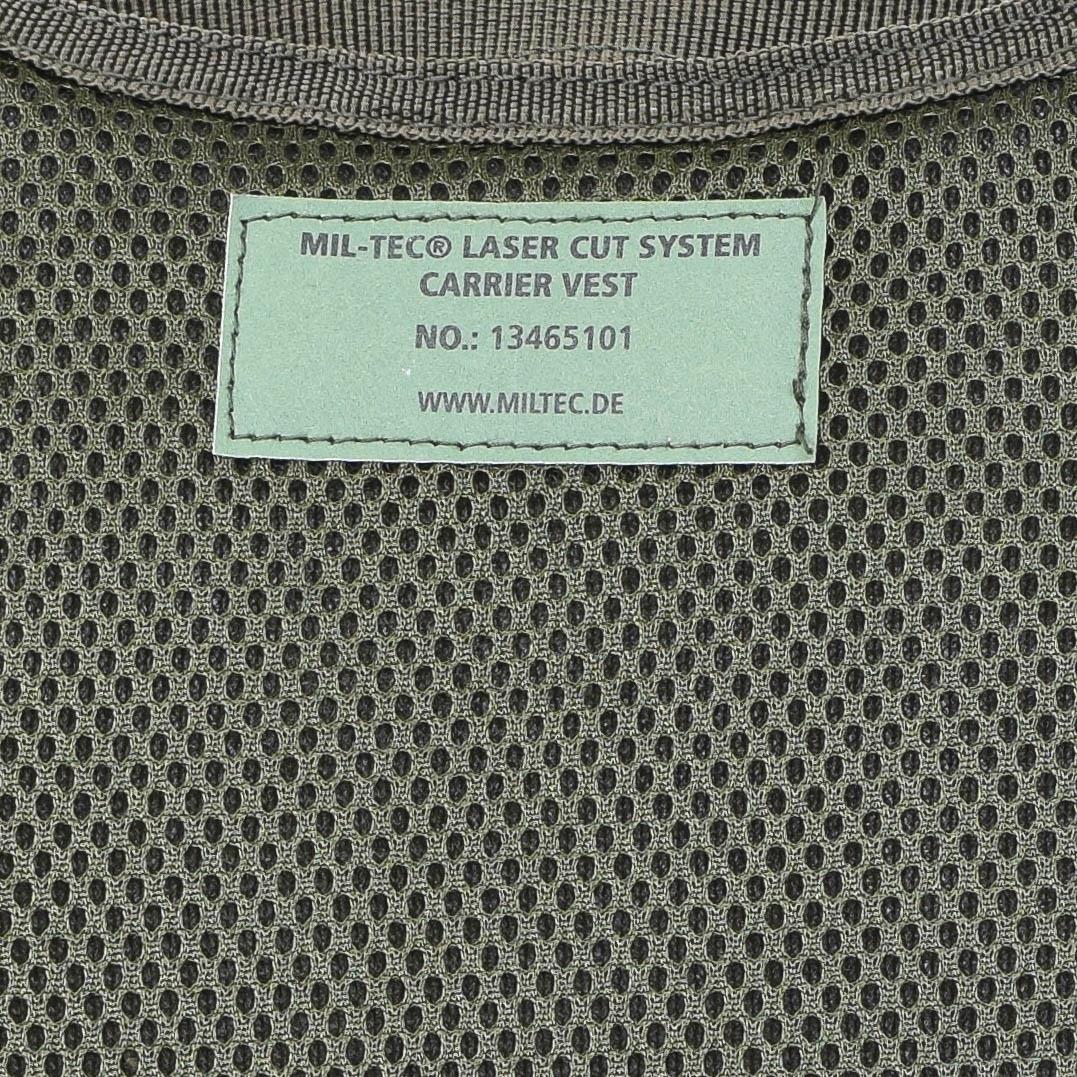 MIL-TEC® LASER CUT SYSTEM
CARRIER VEST
NO.: 13465101
WWW.MILTEC.DE